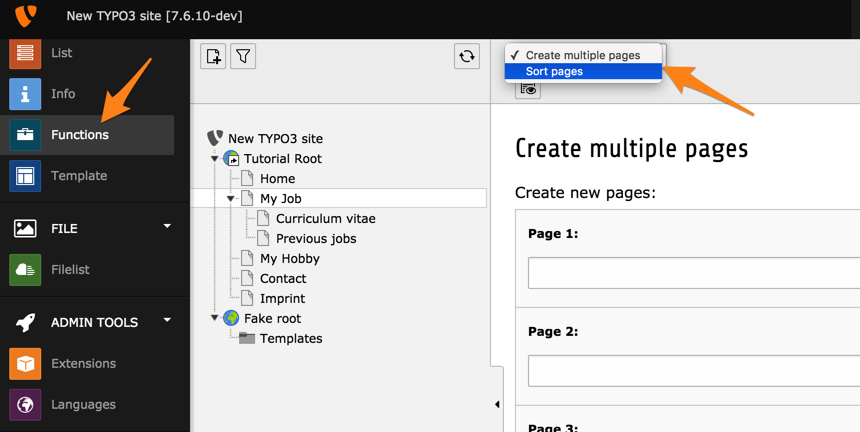 New TYPO3 site [7.6.10-dev]
List
Info
Functions
Template
FILE
Filelist
ADMIN TOOLS
Extensions
Languages
New TYPO3 site
Tutorial Root
Home
My Job
Curriculum vitae
Previous jobs
My Hobby
Contact
Imprint
Fake root
Templates
✓ Create multiple pages
Sort pages
Create multiple pages
Create new pages:
Page 1:
Page 2:
Page 3: